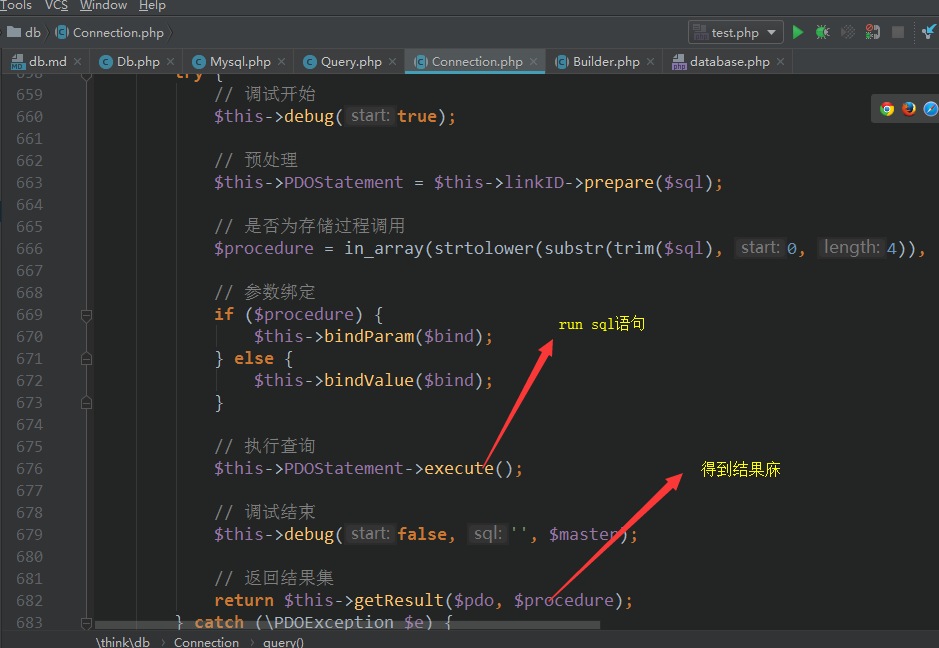 Tools VCS Window Help
db Connection.php test.php
db.md Db.php Mysql.php Query.php Connection.php Builder.php database.php
658 try {
659 // 调试开始
660 $this->debug( start: true);
661
662 // 预处理
663 $this->PDOStatement = $this->linkID->prepare($sql);
664
665 // 是否为存储过程调用
666 $procedure = in_array(strtolower(substr(trim($sql), start: 0, length: 4)),
667
668 // 参数绑定
669 if ($procedure) {
run sql语句
670 $this->bindParam($bind);
671 } else {
672 $this->bindValue($bind);
673 }
674
675 // 执行查询
676 $this->PDOStatement->execute();
得到结果庥
677
678 // 调试结束
679 $this->debug( start: false, sql: '', $master);
680
681 // 返回结果集
682 return $this->getResult($pdo, $procedure);
683 } catch (\PDOException $e) {
\think\db Connection query()